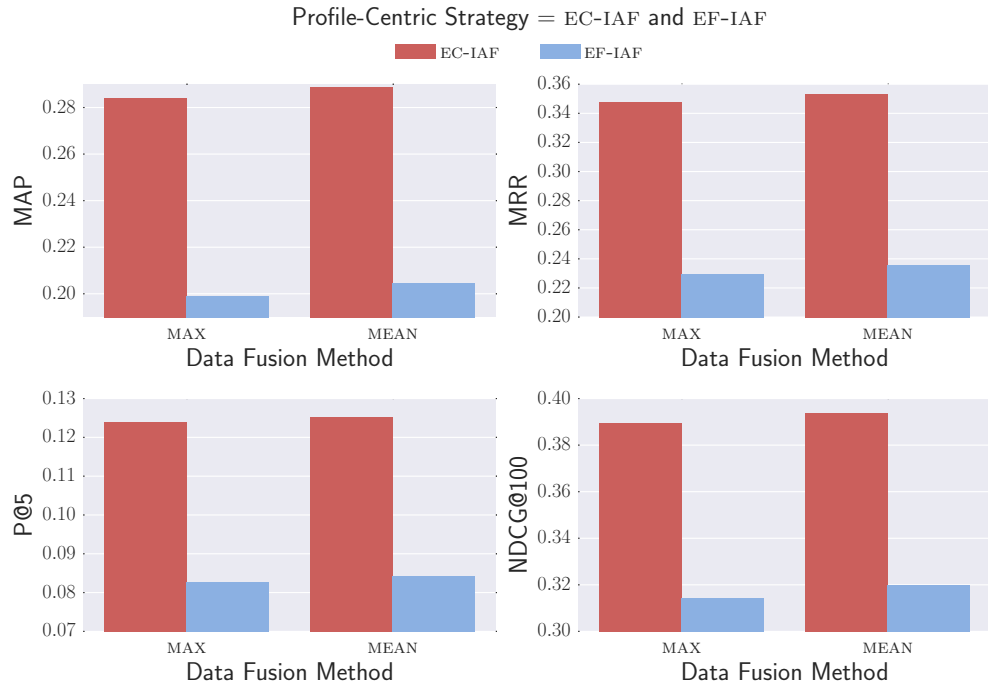 Profile-Centric Strategy = EC-IAF and EF-IAF
EC-IAF EF-IAF
MAP
0.28
0.26
0.24
0.22
0.20
MAX MEAN
Data Fusion Method
MRR
0.36
0.34
0.32
0.30
0.28
0.26
0.24
0.22
0.20
MAX MEAN
Data Fusion Method
P@5
0.13
0.12
0.11
0.10
0.09
0.08
0.07
MAX MEAN
Data Fusion Method
NDCG@100
0.40
0.38
0.36
0.34
0.32
0.30
MAX MEAN
Data Fusion Method